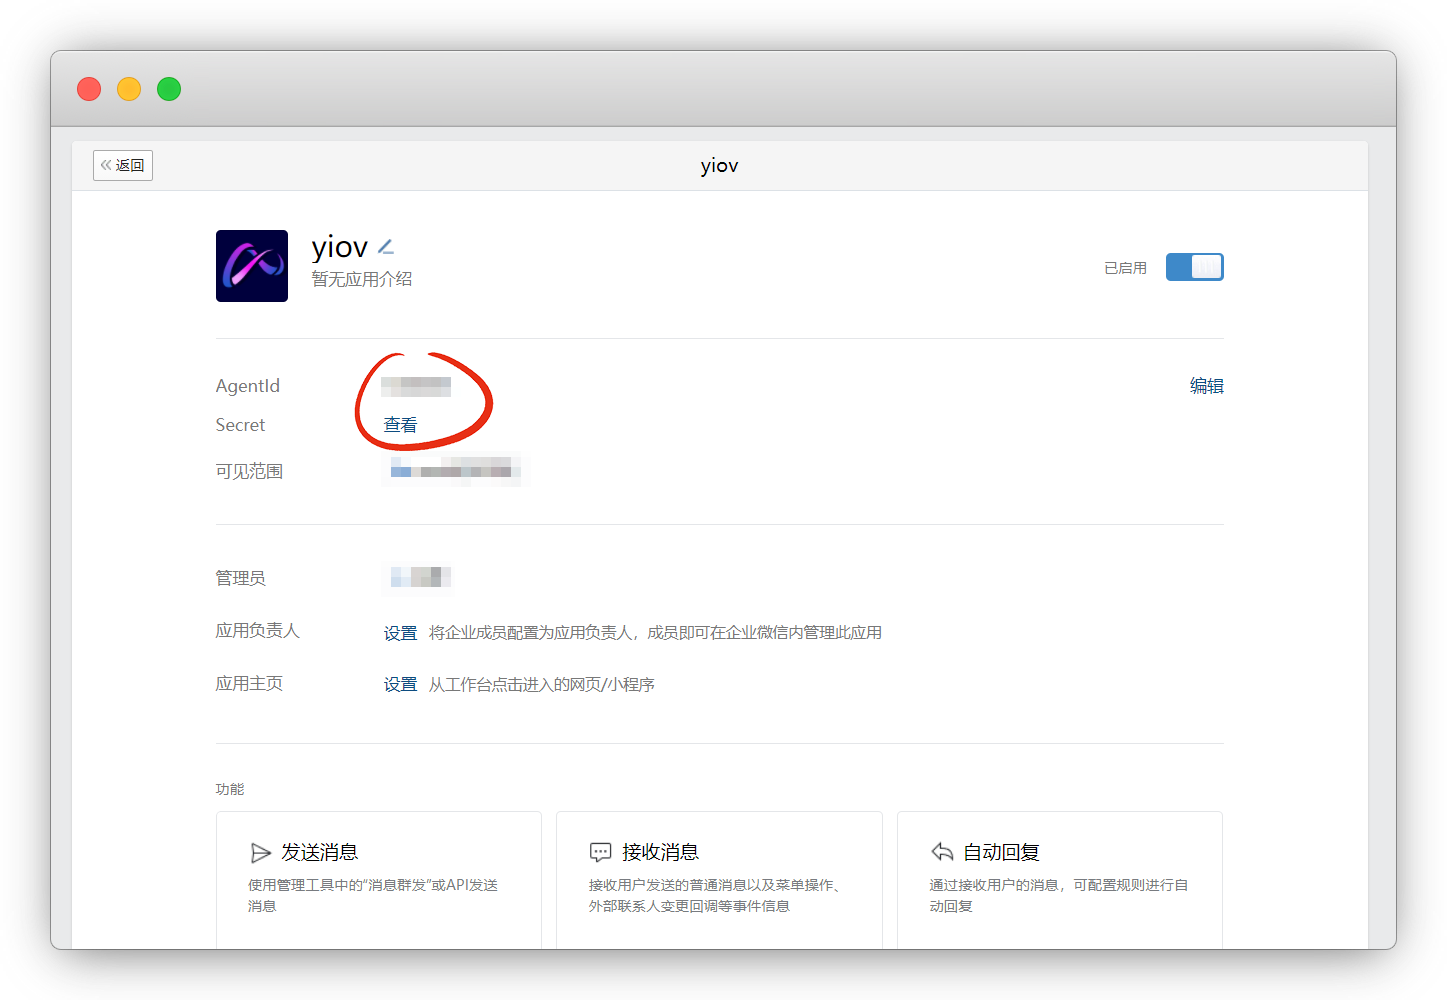 返回
yiov
yiov
暂无应用介绍
已启用
AgentId
编辑
Secret
查看
可见范围
管理员
应用负责人
设置 将企业成员配置为应用负责人，成员即可在企业微信内管理此应用
应用主页
设置 从工作台点击进入的网页/小程序
功能
发送消息
使用管理工具中的“消息群发”或API发送
消息
接收消息
接收用户发送的普通消息以及菜单操作、
外部联系人变更回调等事件信息
自动回复
通过接收用户的消息，可配置规则进行自
动回复